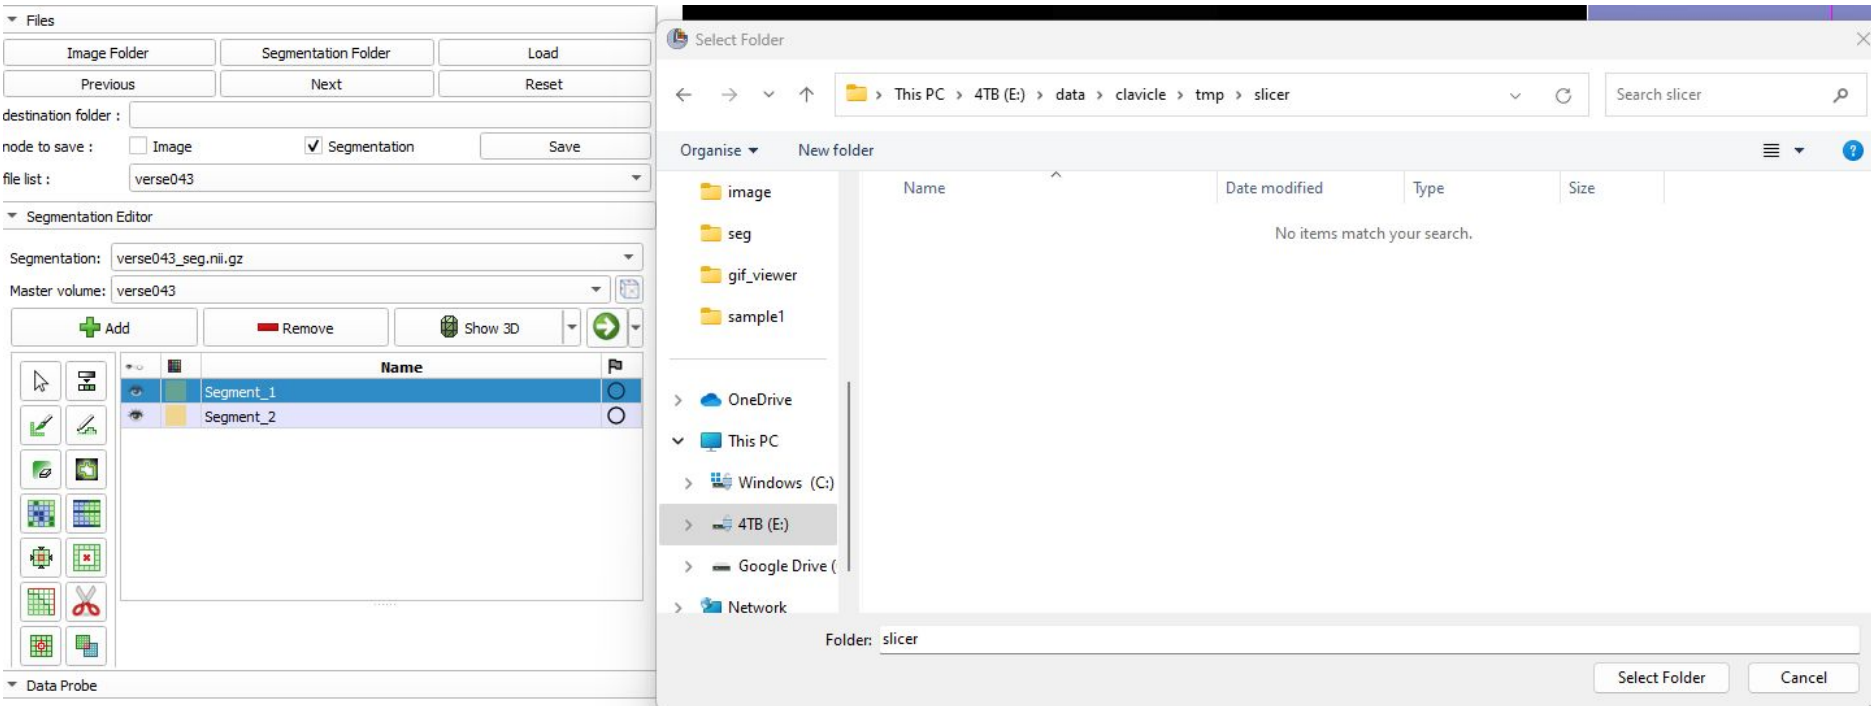 Files
Image Folder Segmentation Folder Load
Previous Next Reset
destination folder :
node to save : Image Segmentation Save
file list : verse043
Segmentation Editor
Segmentation: verse043_seg.nii.gz
Master volume: verse043
Add Remove Show 3D
Name
Segment_1
Segment_2
Data Probe
Select Folder
This PC > 4TB (E:) > data > clavicle > tmp > slicer
Search slicer
Organise New folder
Name Date modified Type Size
No items match your search.
image
seg
gif_viewer
sample1
OneDrive
This PC
Windows (C:)
4TB (E:)
Google Drive (
Network
Folder: slicer
Select Folder Cancel